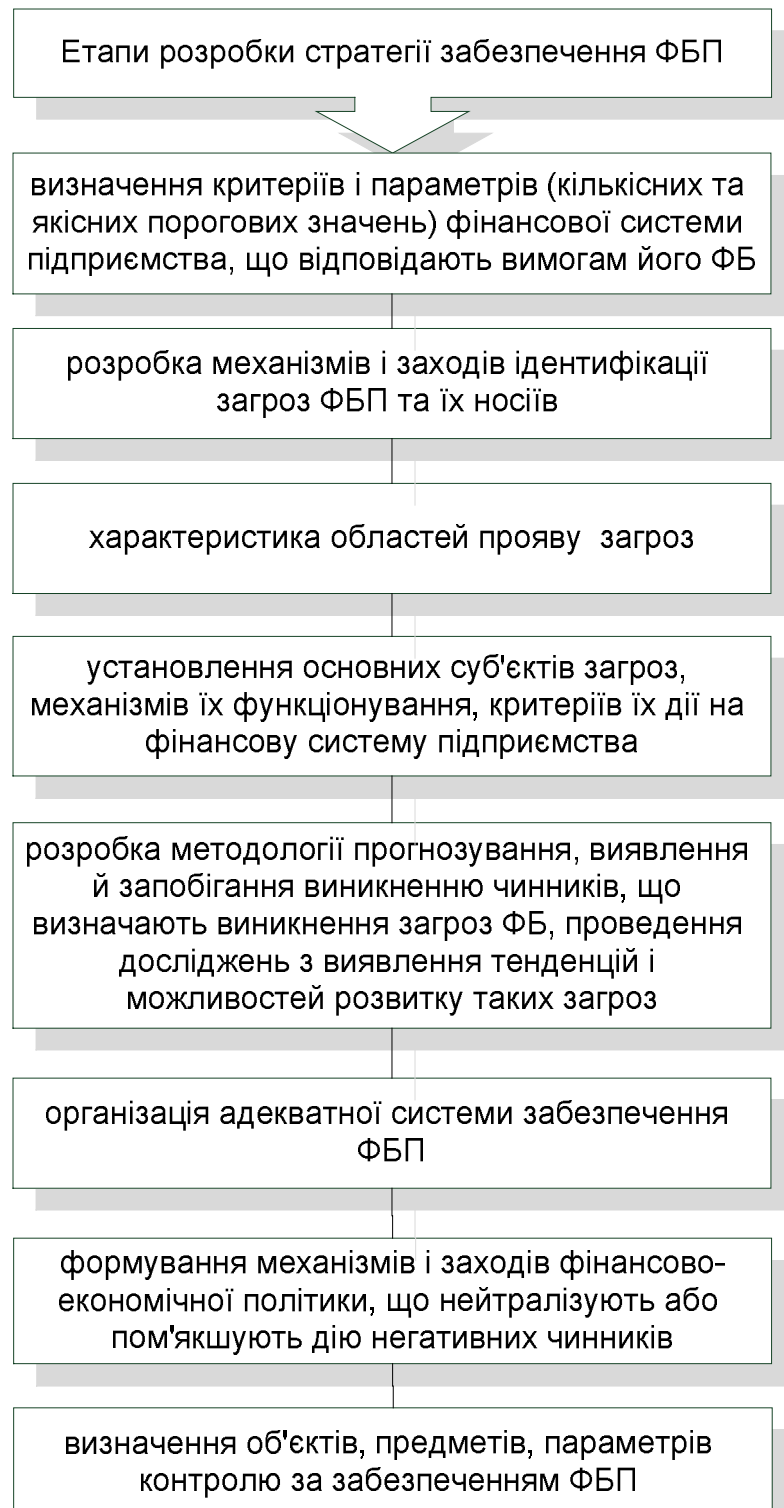 Етапи розробки стратегії забезпечення ФБП
визначення критеріїв і параметрів (кількісних та
якісних порогових значень) фінансової системи
підприємства, що відповідають вимогам його ФБ
розробка механізмів і заходів ідентифікації
загроз ФБП та їх носіїв
характеристика областей прояву загроз
установлення основних суб'єктів загроз,
механізмів їх функціонування, критеріїв їх дії на
фінансову систему підприємства
розробка методології прогнозування, виявлення
й запобігання виникненню чинників, що
визначають виникнення загроз ФБ, проведення
досліджень з виявлення тенденцій і
можливостей розвитку таких загроз
організація адекватної системи забезпечення
ФБП
формування механізмів і заходів фінансово-
економічної політики, що нейтралізують або
пом'якшують дію негативних чинників
визначення об'єктів, предметів, параметрів
контролю за забезпеченням ФБП